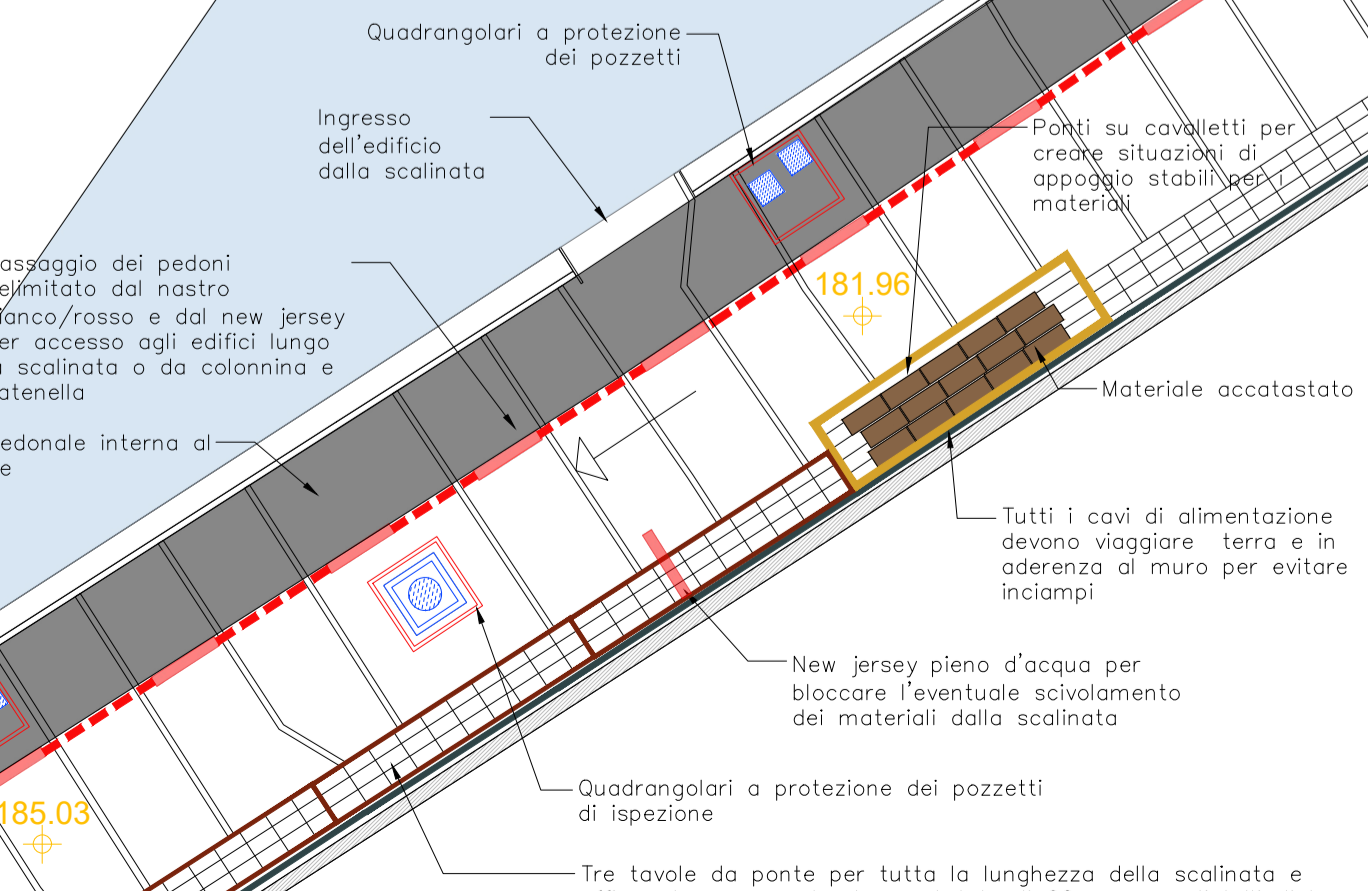 Quadrangolari a protezione
dei pozzetti
Ingresso
dell'edificio
dalla scalinata
Ponti su cavalletti per
creare situazioni di
appoggio stabili per i
materiali
assaggio dei pedoni
elimitato dal nastro
ianco/rosso e dal new jersey
er accesso agli edifici lungo
a scalinata o da colonnina e
atenella
181.96
Materiale accatastato
edonale interna al
e
Tutti i cavi di alimentazione
devono viaggiare  terra e in
aderenza al muro per evitare
inciampi
New jersey pieno d'acqua per
bloccare l'eventuale scivolamento
dei materiali dalla scalinata
Quadrangolari a protezione dei pozzetti
di ispezione
185.03
Tre tavole da ponte per tutta la lunghezza della scalinata e